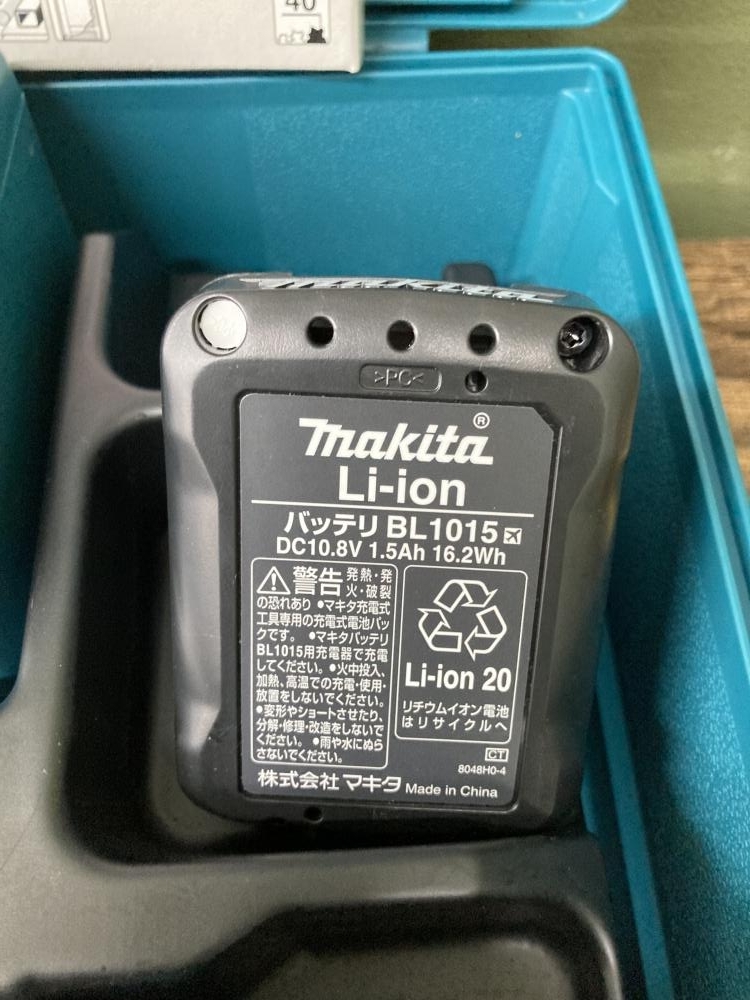 40
makita
>PC<
makita®
Li-ion
バッテリ BL1015
DC10.8V 1.5Ah 16.2Wh
警告 発熱・発
火・破裂
の恐れあり ●マキタ充電式
工具専用の充電式電池パッ
クです。 ●マキタバッテリ
BL1015用充電器で充電
してください。 ●火中投入、
加熱、高温での充電・使用・
放置をしないでください。
●変形やショートさせたり、
分解・修理・改造をしないで
ください。 ●雨や水にぬら
さないでください。
Li-ion 20
リチウムイオン電池
はリサイクルへ
CT
8048H0-4
株式会社 マキタ Made in China